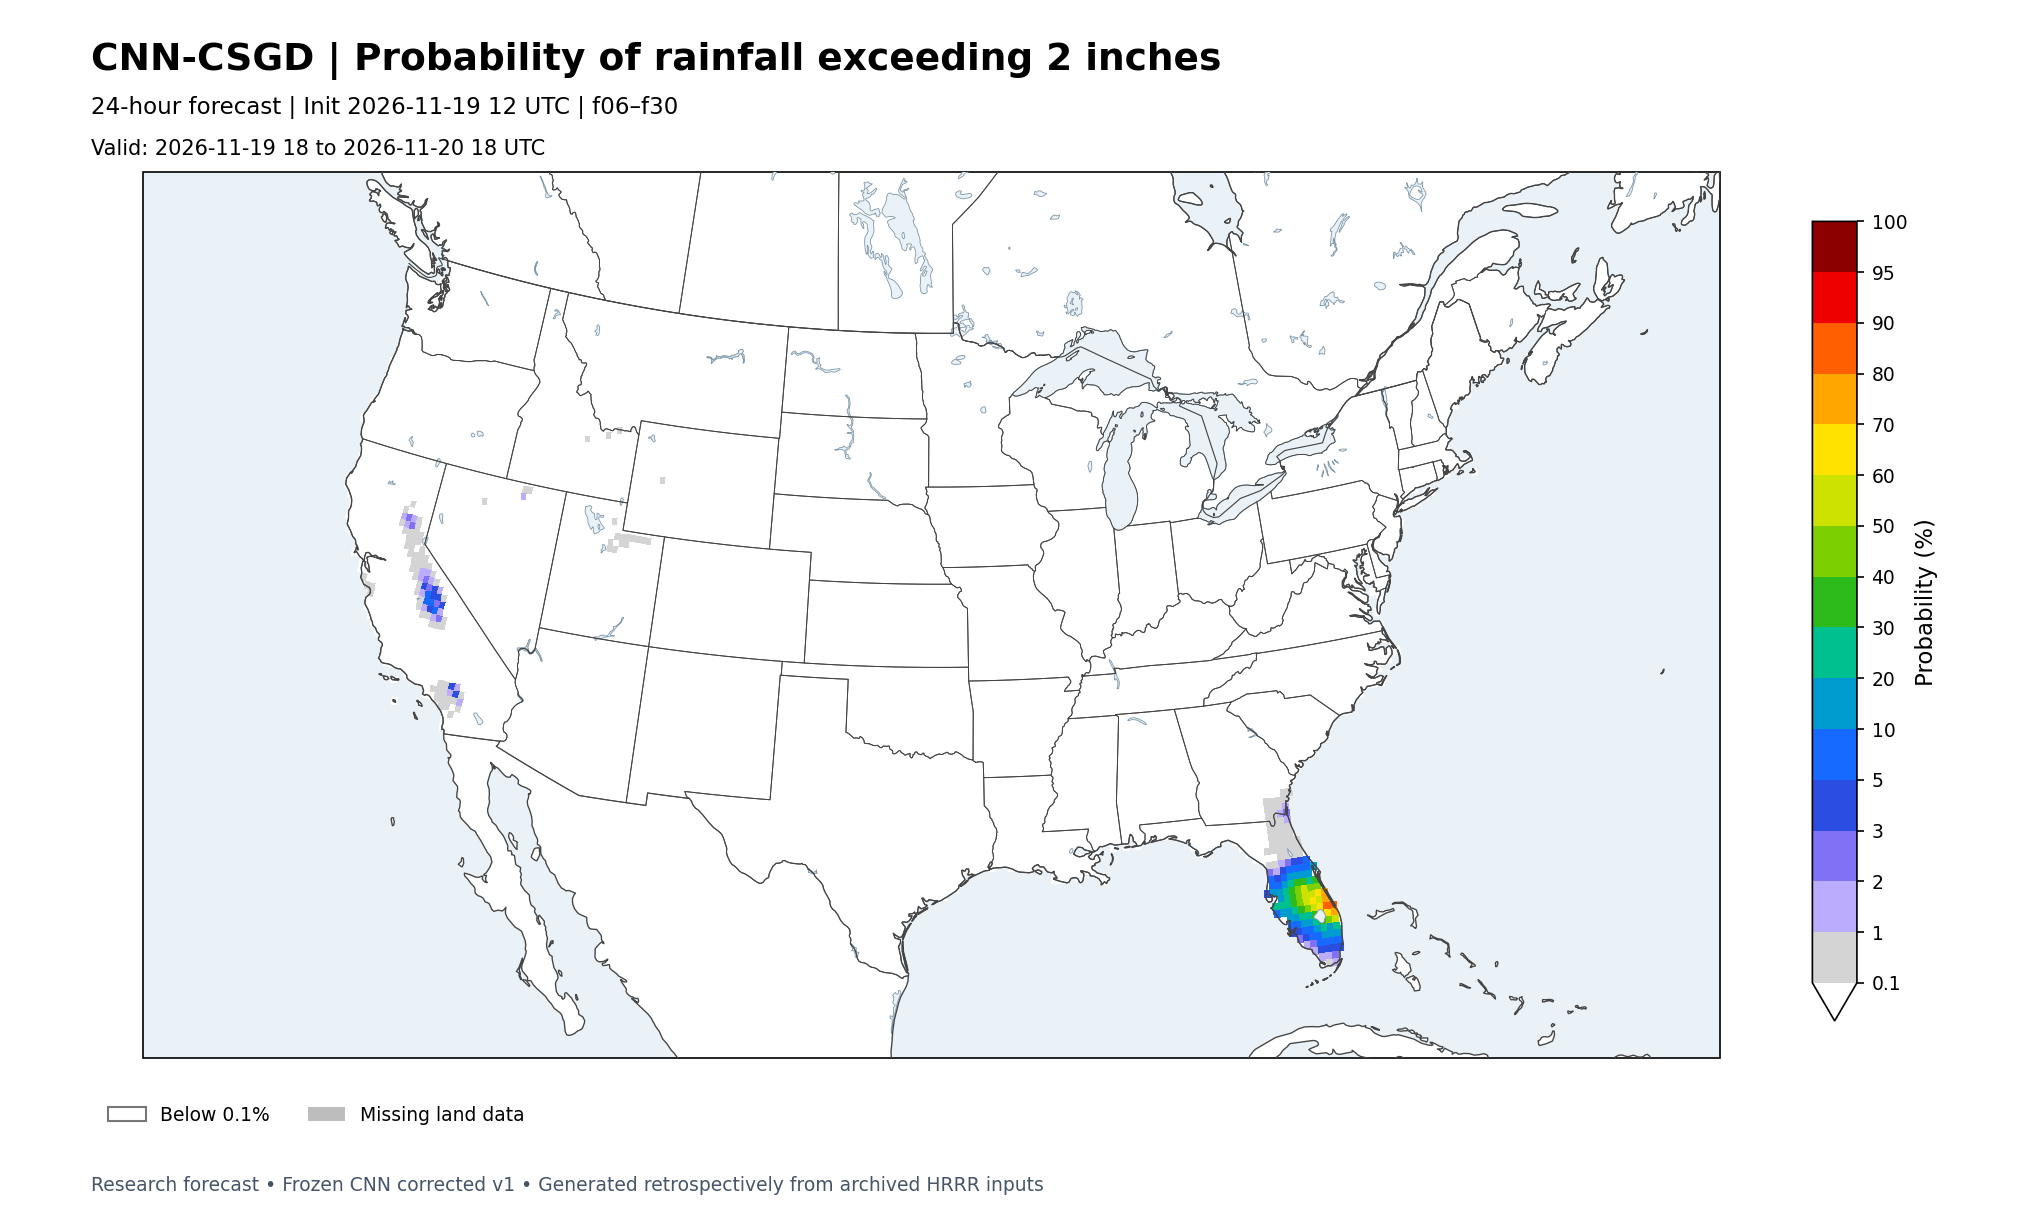 CNN-CSGD | Probability of rainfall exceeding 2 inches
24-hour forecast | Init 2026-11-19 12 UTC | f06–f30
Valid: 2026-11-19 18 to 2026-11-20 18 UTC
100
95
90
80
70
60
50
40
30
20
10
5
3
2
1
0.1
Probability (%)
Below 0.1%
Missing land data
Research forecast • Frozen CNN corrected v1 • Generated retrospectively from archived HRRR inputs